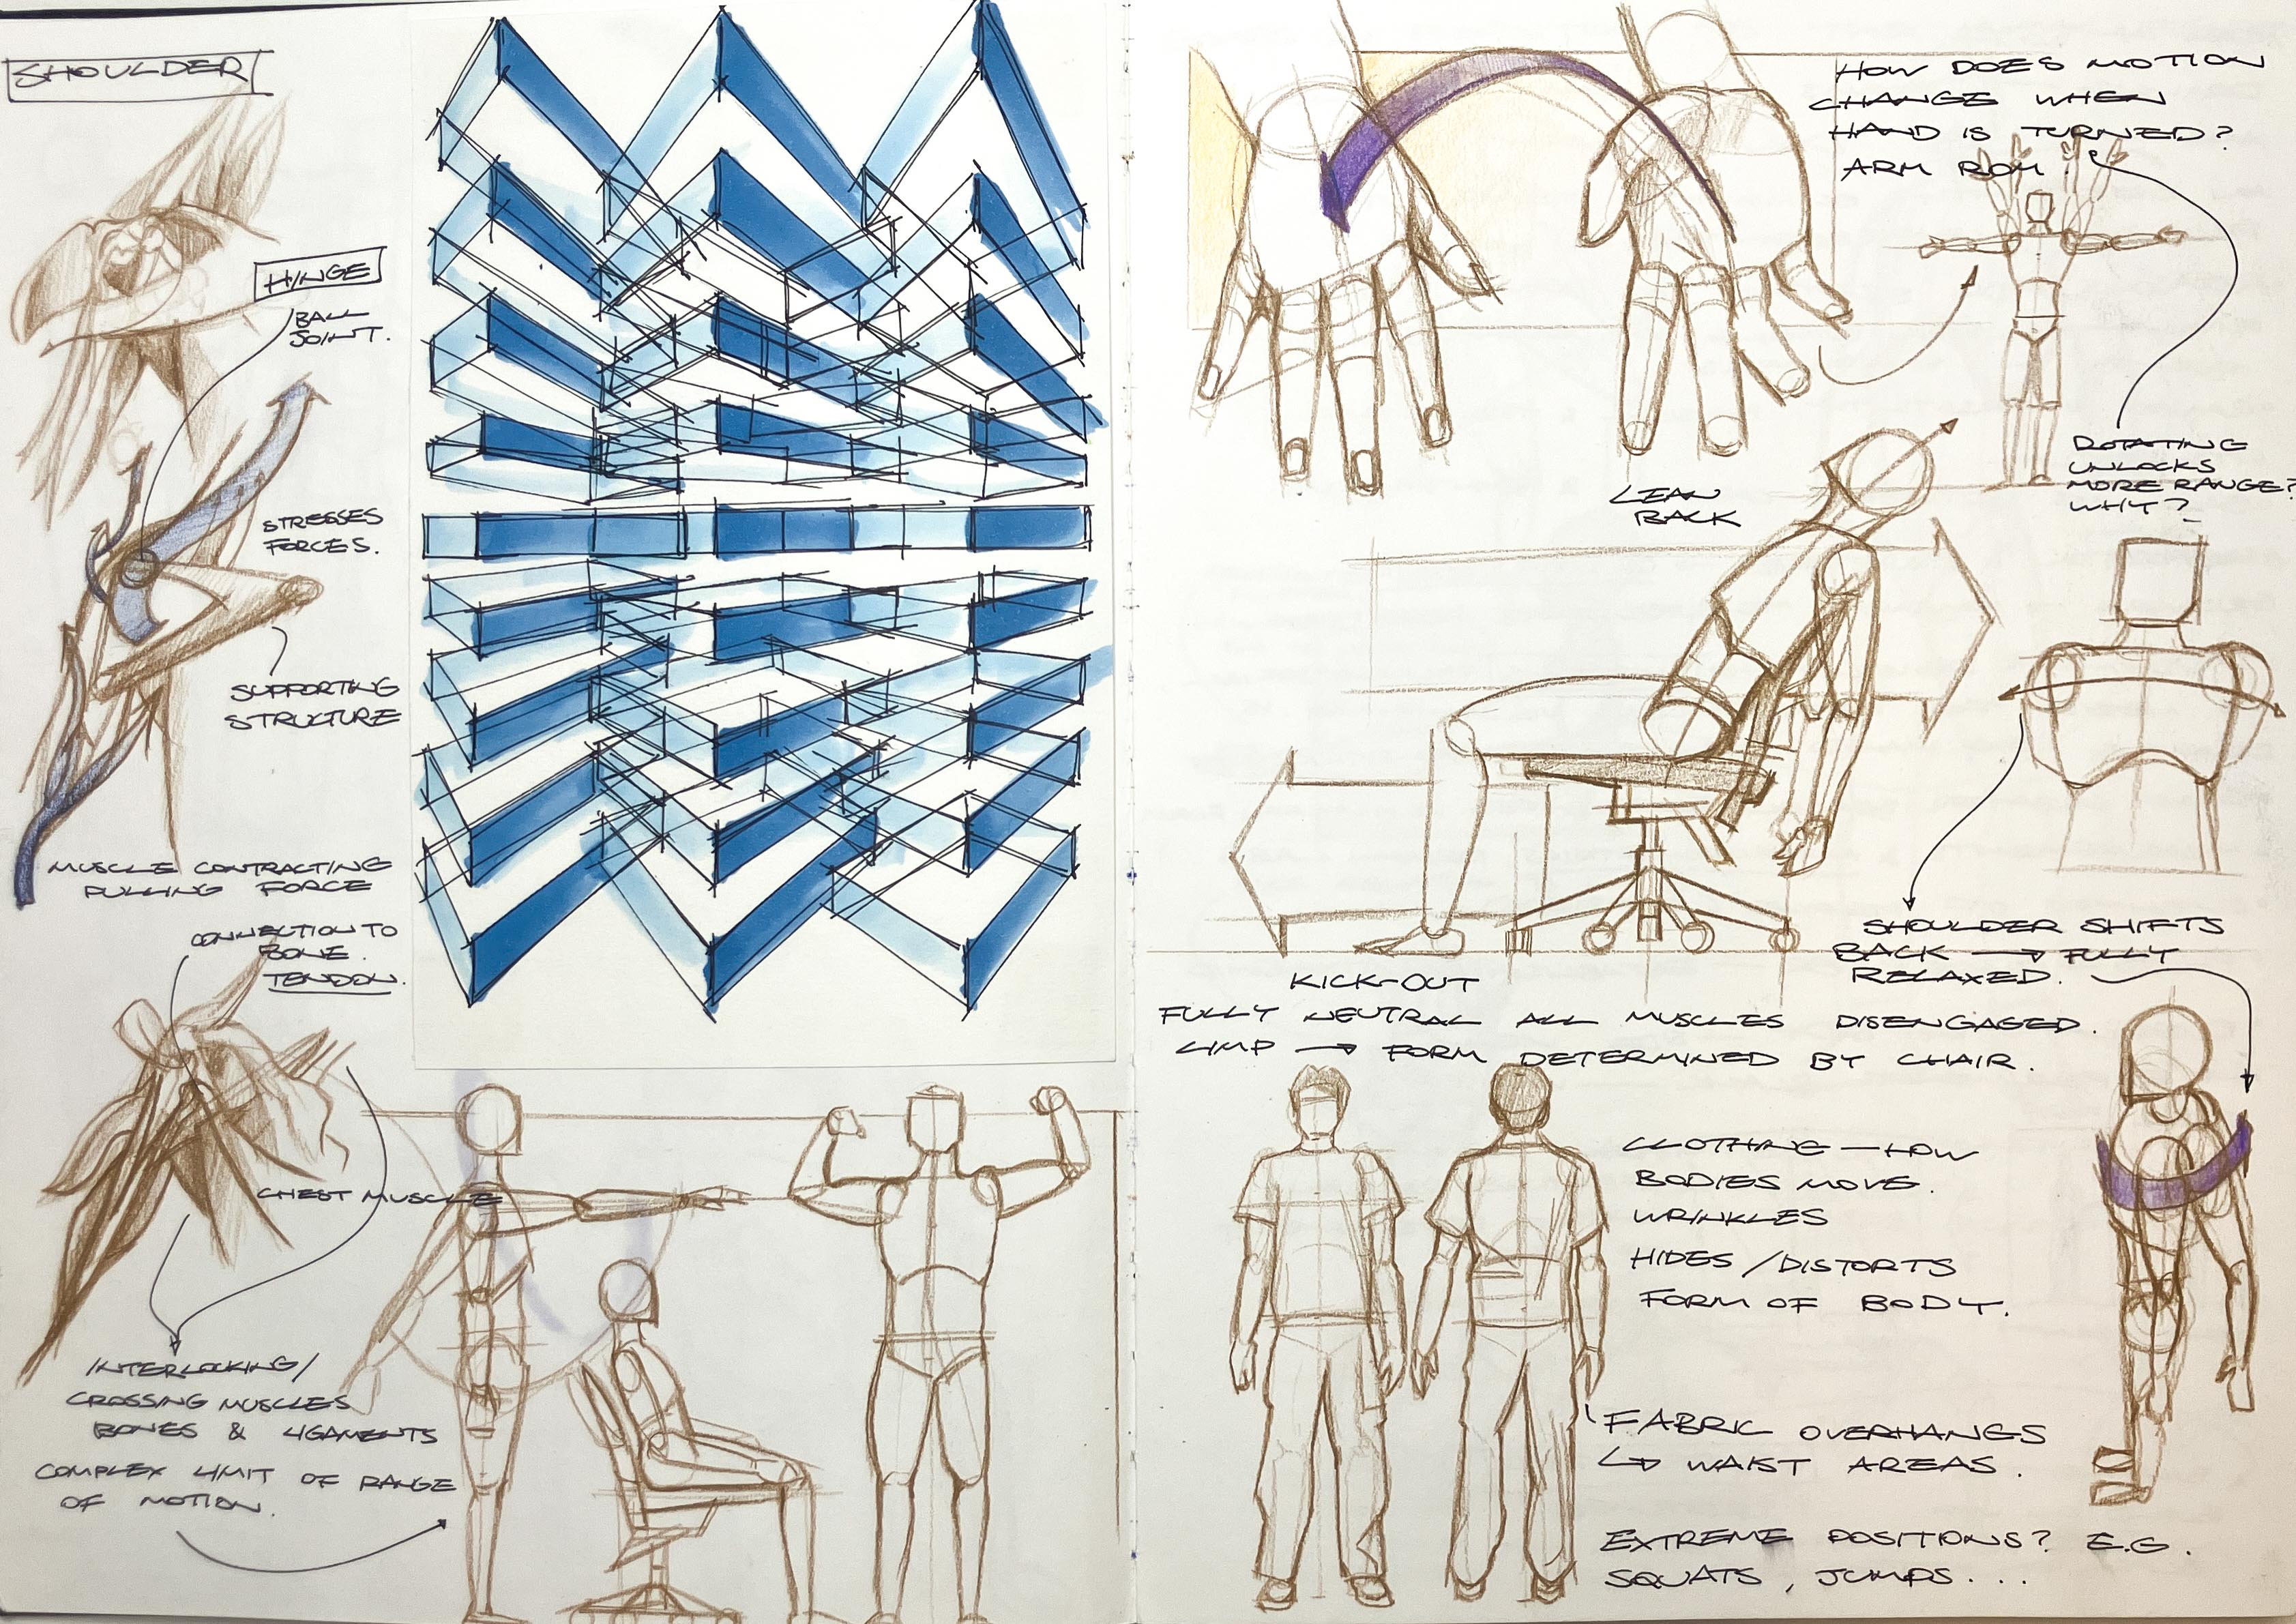 SHOULDER
HINGE
BALL
JOINT.
STRESSES
FORCES.
SUPPORTING
STRUCTURE
MUSCLE CONTRACTING
PULLING FORCE
CONNECTION TO
BONE.
TENDON.
CHEST MUSCLE
INTERLOCKING/
CROSSING MUSCLES
BONES & LIGAMENTS
COMPLEX LIMIT OF RANGE
OF MOTION.
HOW DOES MOTION
CHANGE WHEN
HAND IS TURNED?
ARM ROM.
ROTATING
UNLOCKS
MORE RANGE?
WHY?
LEAN
BACK
SHOULDER SHIFTS
BACK → FULLY
RELAXED.
KICK-OUT
FULLY NEUTRAL ALL MUSCLES DISENGAGED.
LIMP → FORM DETERMINED BY CHAIR.
CLOTHING - HOW
BODIES MOVE.
WRINKLES
HIDES / DISTORTS
FORM OF BODY.
FABRIC OVERHANGS
↳ WAIST AREAS.
EXTREME POSITIONS? E.G.
SQUATS, JUMPS...